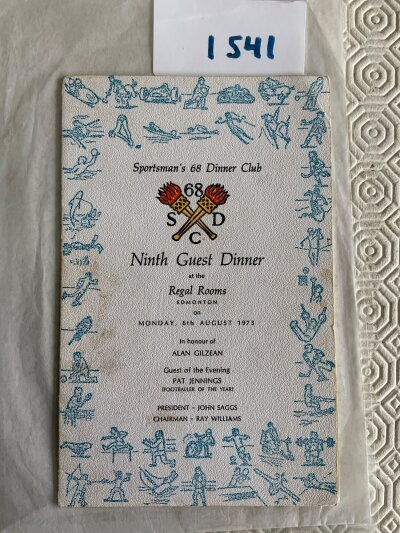 1541
Sportsman's 68 Dinner Club
68
S D
C
Ninth Guest Dinner
at the
Regal Rooms
EDMONTON
on
MONDAY, 6th AUGUST 1973
In honour of
ALAN GILZEAN
Guest of the Evening
PAT JENNINGS
(FOOTBALLER OF THE YEAR)
PRESIDENT - JOHN SAGGS
CHAIRMAN - RAY WILLIAMS